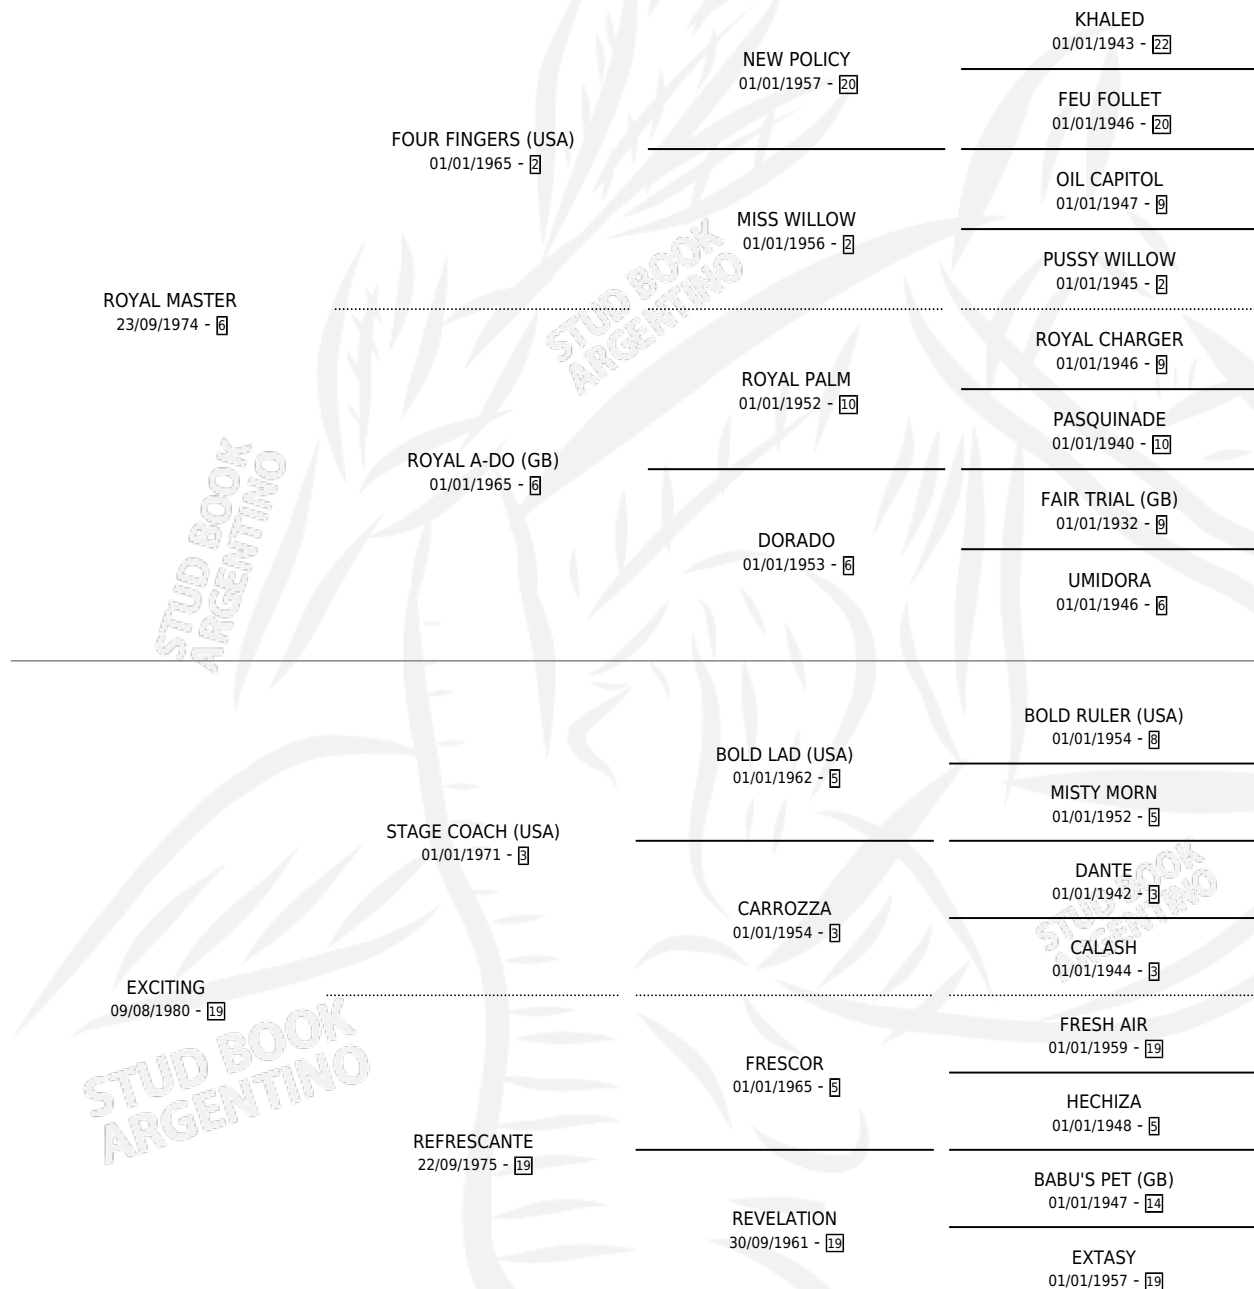 KHALED
01/01/1943 - 22
NEW POLICY
01/01/1957 - 20
FEU FOLLET
01/01/1946 - 20
FOUR FINGERS (USA)
01/01/1965 - 2
OIL CAPITOL
01/01/1947 - 9
MISS WILLOW
01/01/1956 - 2
PUSSY WILLOW
01/01/1945 - 2
ROYAL MASTER
23/09/1974 - 6
STUD BOOK
ARGENTINO
ROYAL CHARGER
01/01/1946 - 9
ROYAL PALM
01/01/1952 - 10
PASQUINADE
01/01/1940 - 10
ROYAL A-DO (GB)
01/01/1965 - 6
FAIR TRIAL (GB)
01/01/1932 - 9
DORADO
01/01/1953 - 6
UMIDORA
01/01/1946 - 6
STUD BOOK
ARGENTINO
BOLD RULER (USA)
01/01/1954 - 8
BOLD LAD (USA)
01/01/1962 - 5
MISTY MORN
01/01/1952 - 5
STAGE COACH (USA)
01/01/1971 - 3
DANTE
01/01/1942 - 3
CARROZZA
01/01/1954 - 3
CALASH
01/01/1944 - 3
STUD BOOK
ARGENTINO
EXCITING
09/08/1980 - 19
STUD BOOK
ARGENTINO
FRESH AIR
01/01/1959 - 19
FRESCOR
01/01/1965 - 5
HECHIZA
01/01/1948 - 5
REFRESCANTE
22/09/1975 - 19
BABU'S PET (GB)
01/01/1947 - 14
REVELATION
30/09/1961 - 19
EXTASY
01/01/1957 - 19